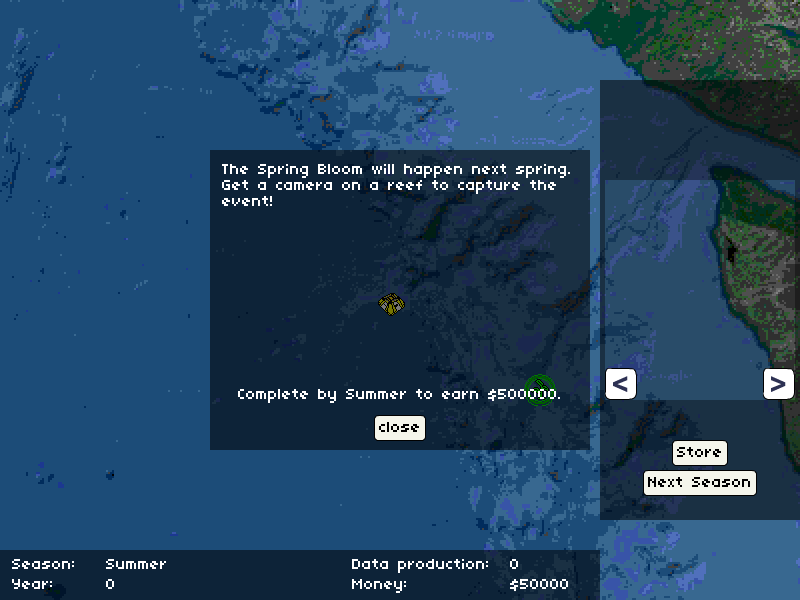 The Spring Bloom will happen next spring.
Get a camera on a reef to capture the
event!
Complete by Summer to earn $500000.
close
<
>
Store
Next Season
Season: Summer
Data production: 0
Year: 0
Money: $50000